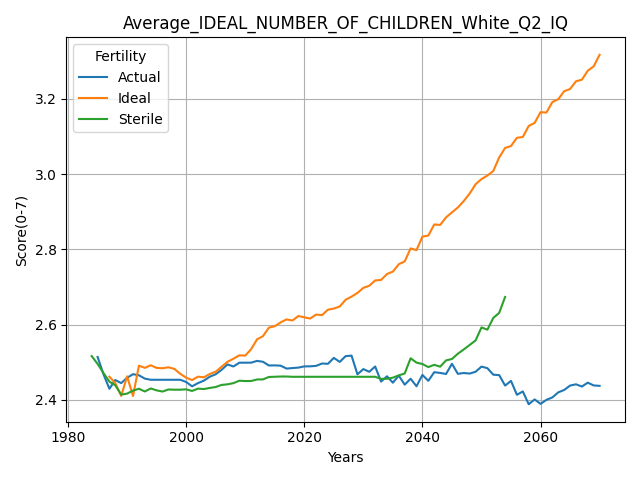 Average_IDEAL_NUMBER_OF_CHILDREN_White_Q2_IQ
Fertility
Actual
Ideal
Sterile
Score(0-7)
3.2
3.0
2.8
2.6
2.4
1980
2000
2020
2040
2060
Years